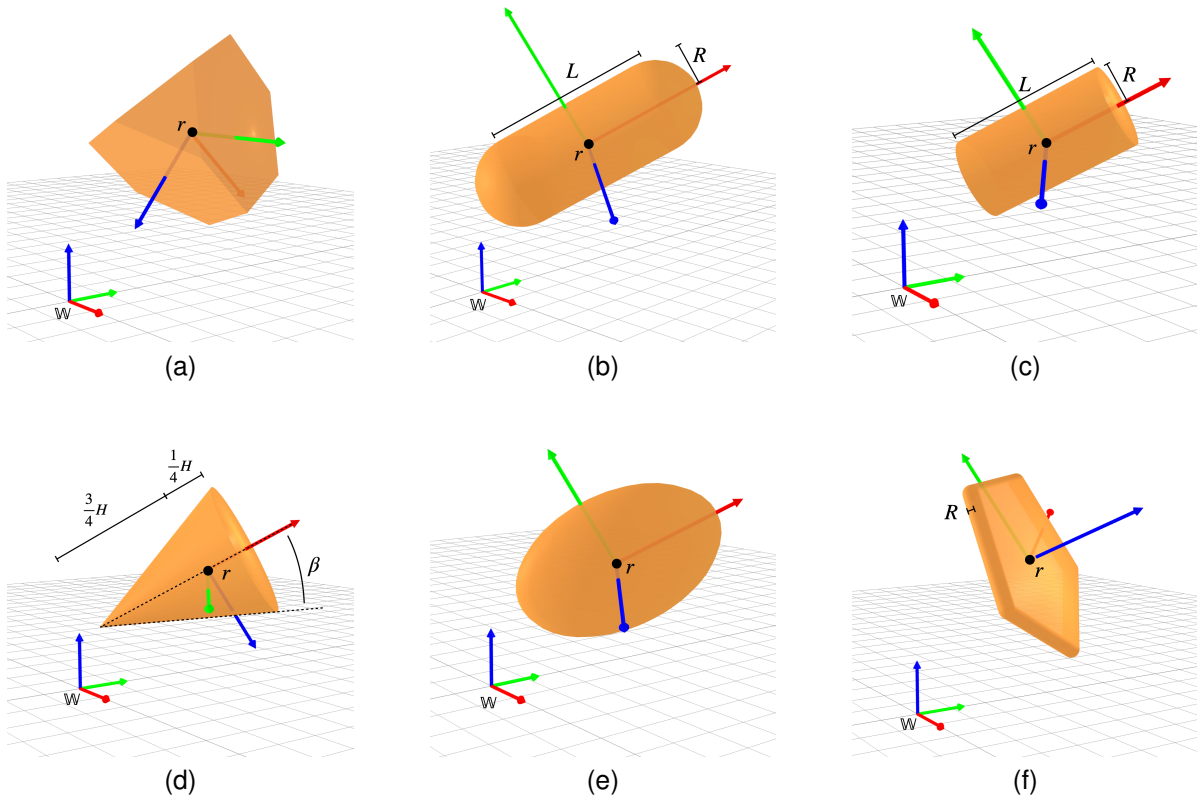 r
𝕎
(a)
L
R
r
𝕎
(b)
L
R
r
𝕎
(c)
1/4 H
3/4 H
r
β
𝕎
(d)
r
𝕎
(e)
R
r
𝕎
(f)